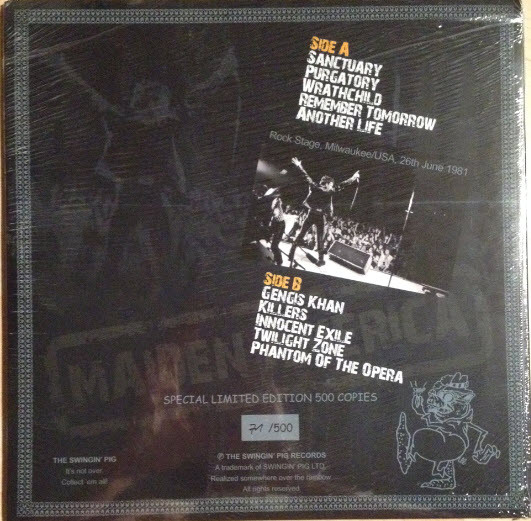 SIDE A
SANCTUARY
PURGATORY
WRATHCHILD
REMEMBER TOMORROW
ANOTHER LIFE
Rock Stage, Milwaukee/USA, 26th June 1981
SIDE B
GENGIS KHAN
KILLERS
INNOCENT EXILE
TWILIGHT ZONE
PHANTOM OF THE OPERA
MAIDEN
SPECIAL LIMITED EDITION 500 COPIES
71 /500
THE SWINGIN' PIG
It's not over
Collect 'em all!
℗ THE SWINGIN' PIG RECORDS
A trademark of SWINGIN' PIG LTD.
Realized somewhere over the rainbow
All rights reserved